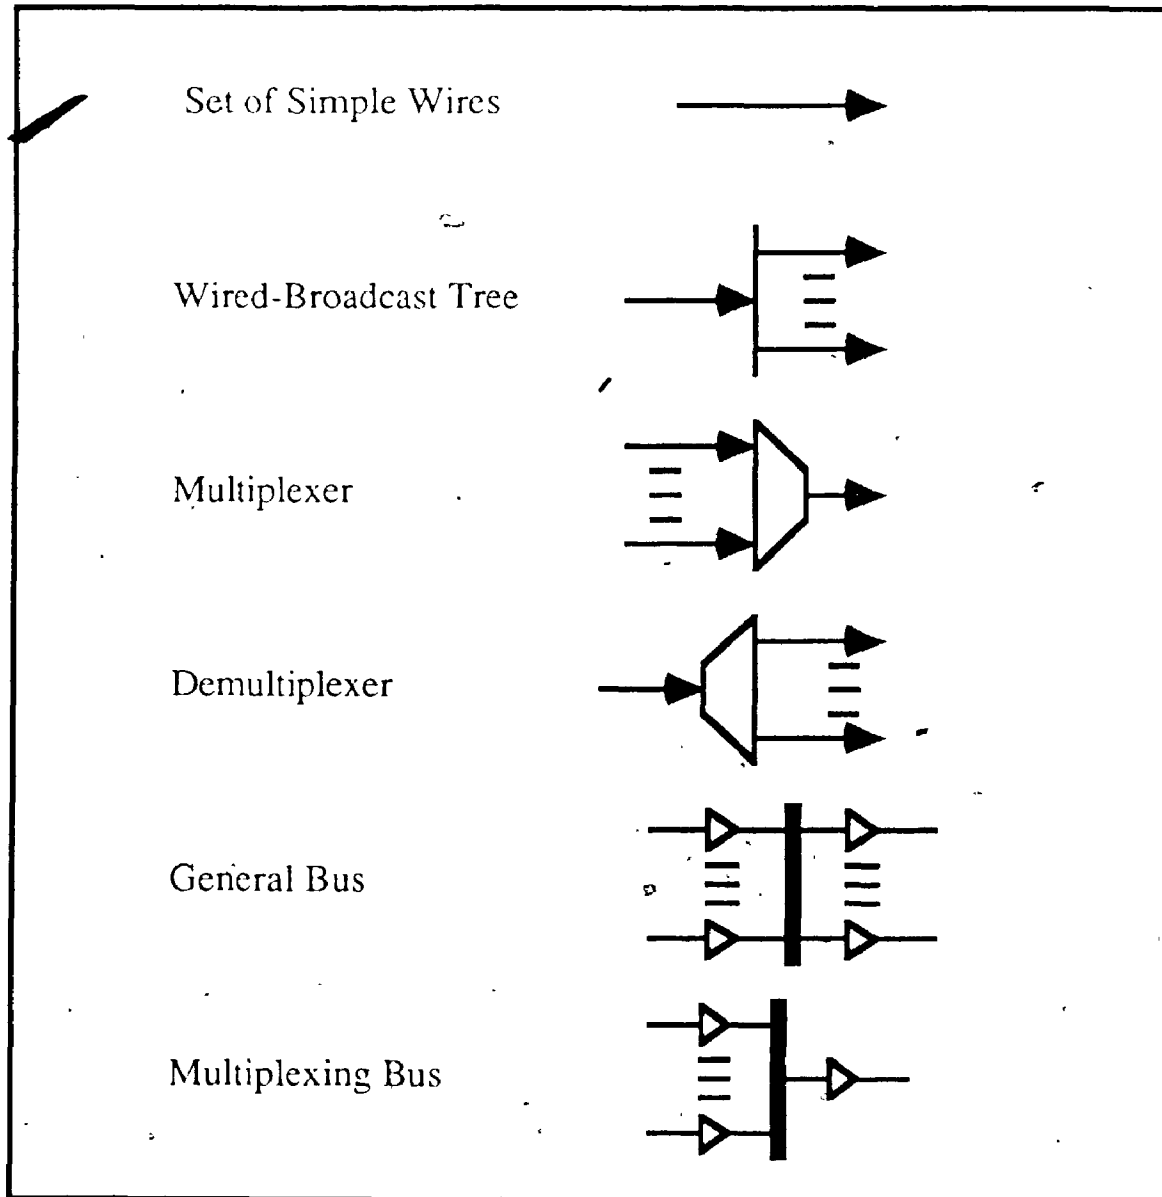 Set of Simple Wires
Wired-Broadcast Tree
Multiplexer
Demultiplexer
General Bus
Multiplexing Bus